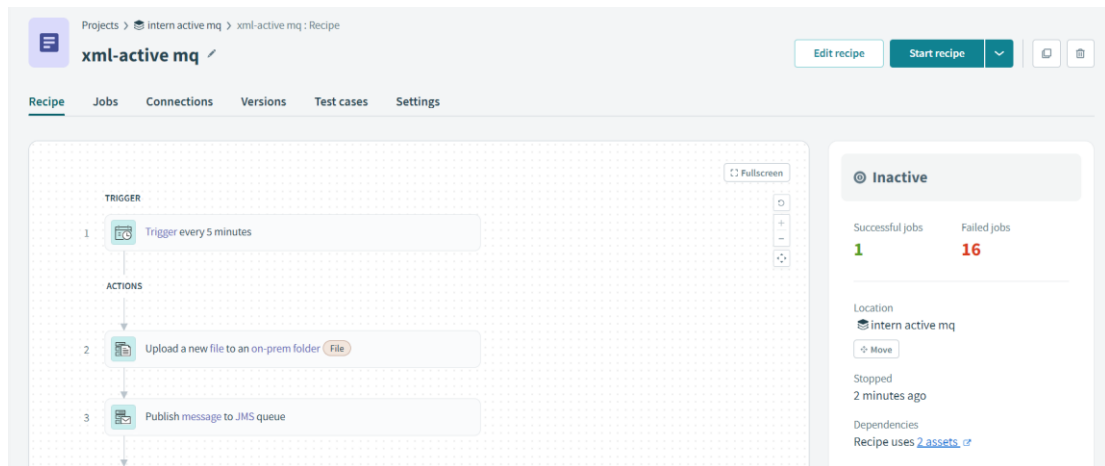 Projects > intern active mq > xml-active mq : Recipe
xml-active mq
Edit recipe
Start recipe
Recipe Jobs Connections Versions Test cases Settings
Fullscreen
TRIGGER
1 Trigger every 5 minutes
ACTIONS
2 Upload a new file to an on-prem folder File
3 Publish message to JMS queue
Inactive
Successful jobs Failed jobs
1 16
Location
intern active mq
Move
Stopped
2 minutes ago
Dependencies
Recipe uses 2 assets